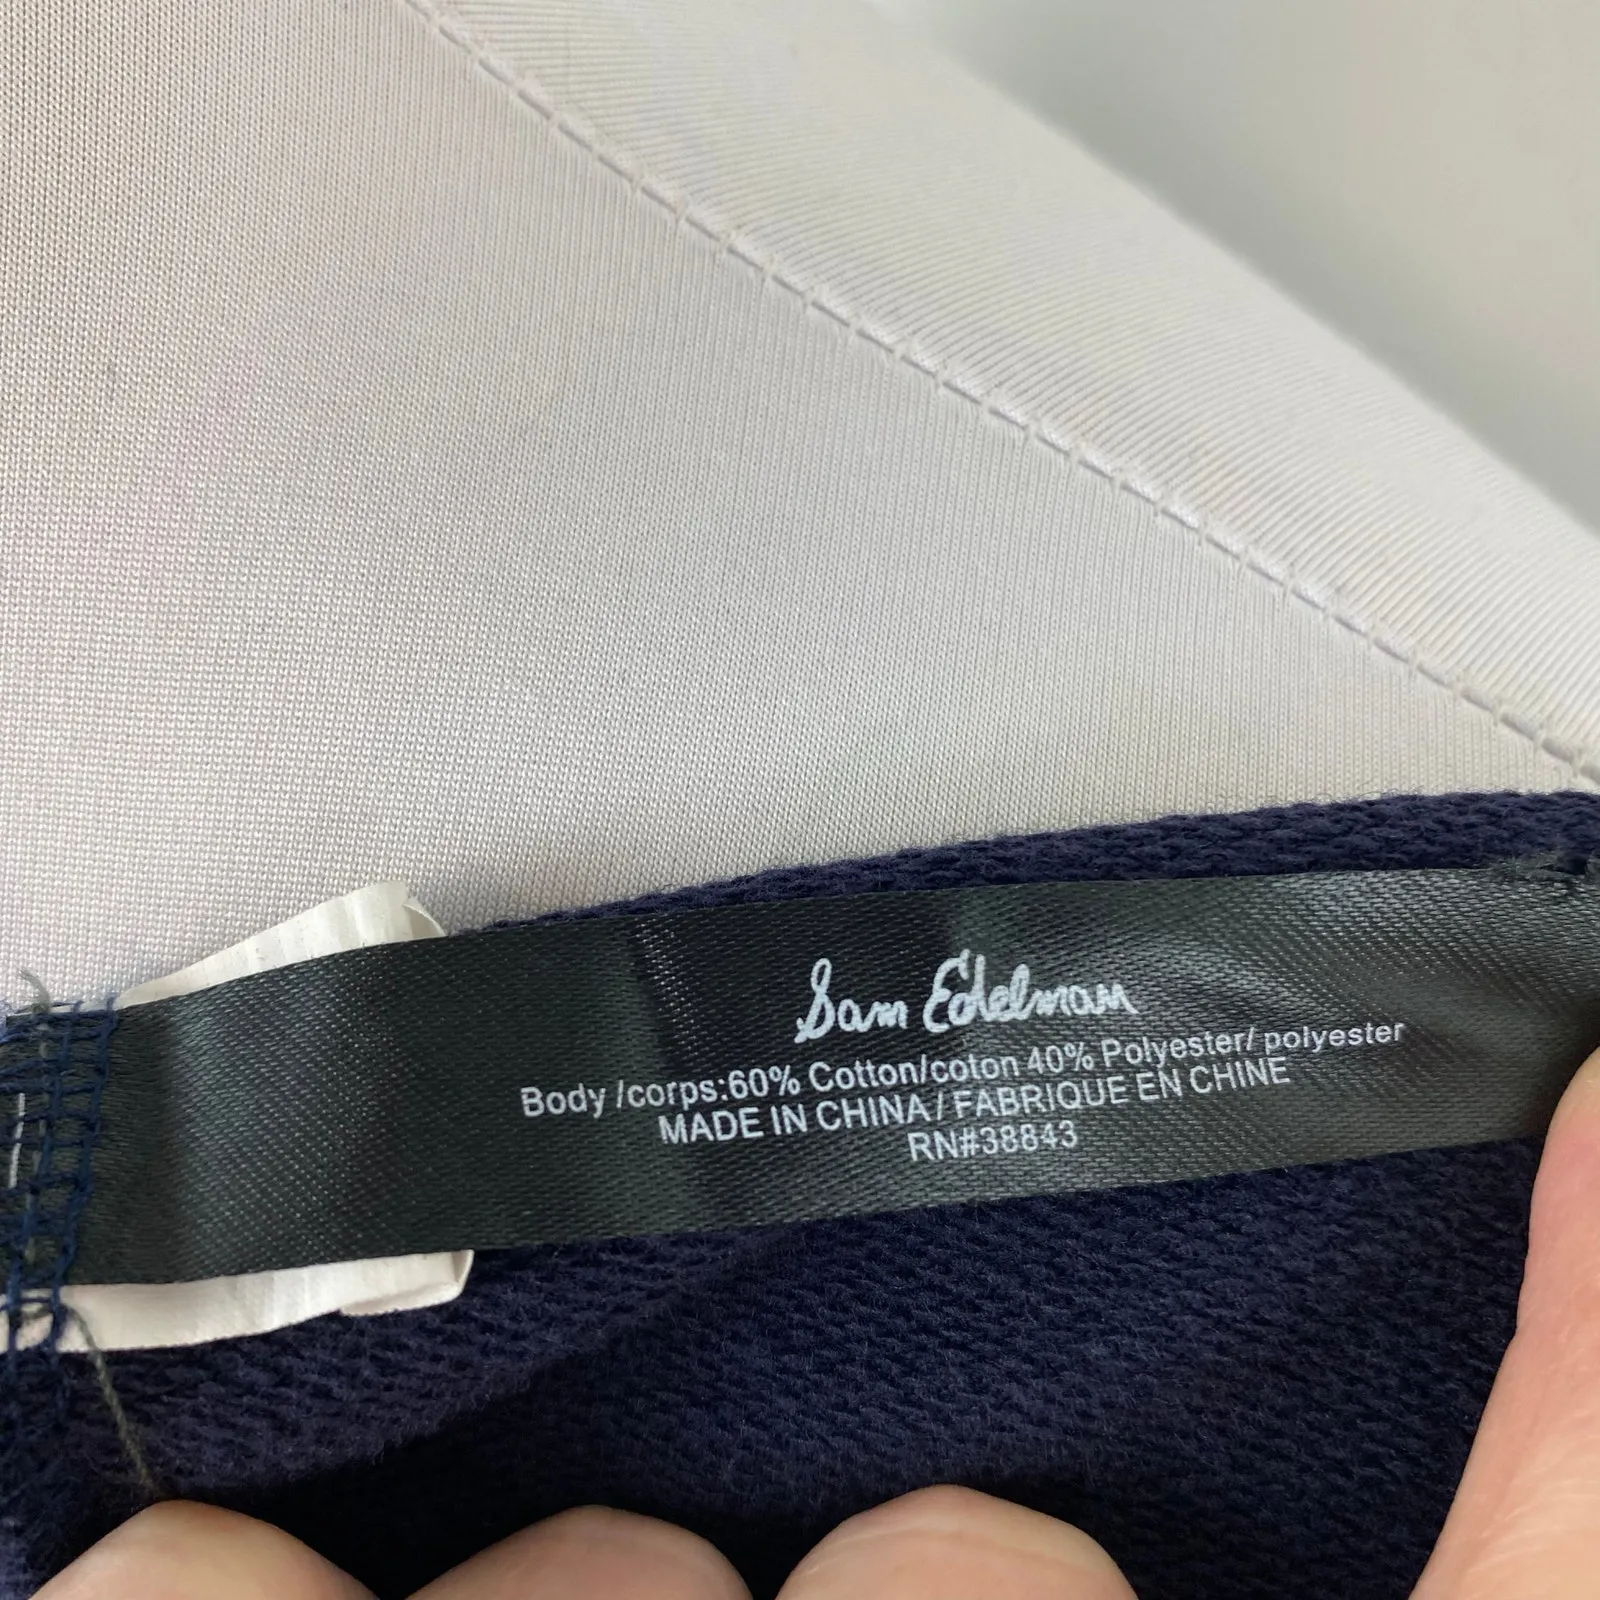 Sam Edelman
Body /corps:60% Cotton/coton 40% Polyester/ polyester
MADE IN CHINA/FABRIQUE EN CHINE
RN#38843